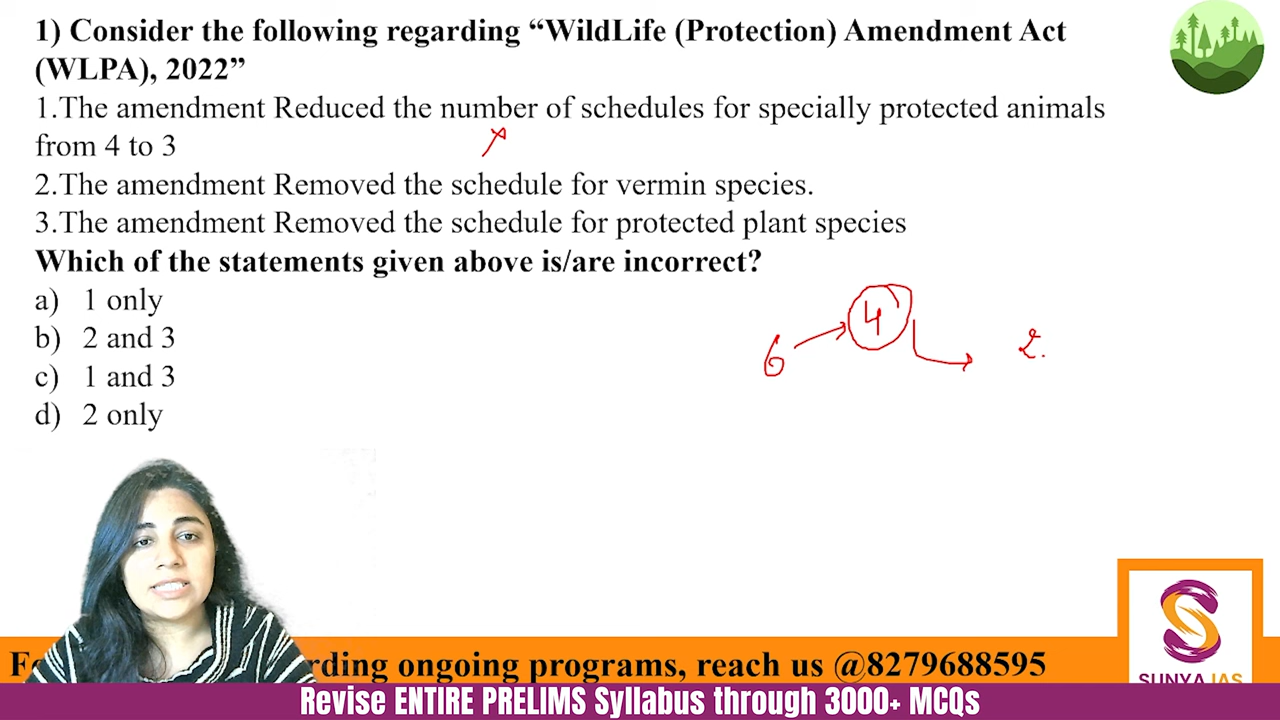 1) Consider the following regarding “WildLife (Protection) Amendment Act
(WLPA), 2022”
1.The amendment Reduced the number of schedules for specially protected animals
from 4 to 3
2.The amendment Removed the schedule for vermin species.
3.The amendment Removed the schedule for protected plant species
Which of the statements given above is/are incorrect?
a) 1 only
b) 2 and 3
c) 1 and 3
d) 2 only
6 4 2.
ongoing programs, reach us @8279688595
SUNYA IAS
Revise ENTIRE PRELIMS Syllabus through 3000+ MCQs